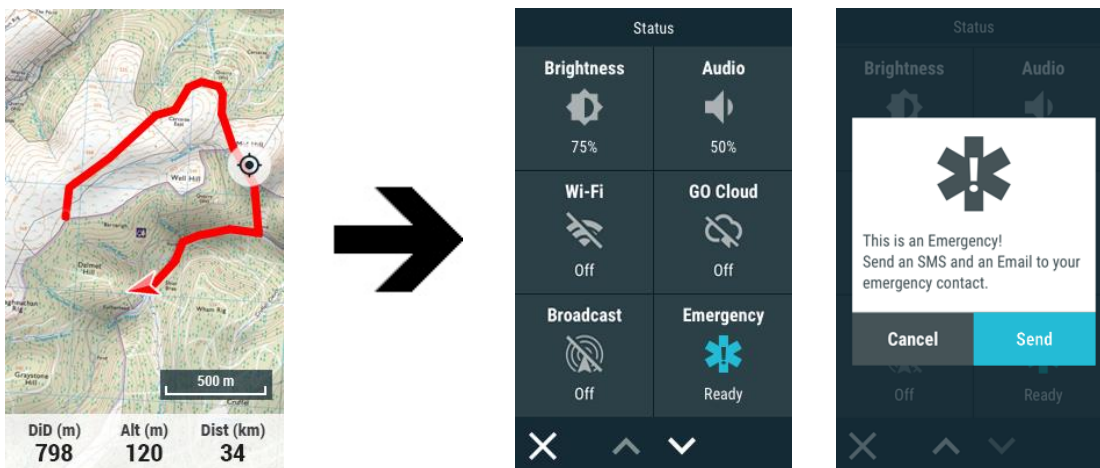 Well Hill
500 m
DiD (m) Alt (m) Dist (km)
798 120 34
Status
Brightness Audio
75% 50%
Wi-Fi GO Cloud
Off Off
Broadcast Emergency
Off Ready
Status
Brightness Audio
This is an Emergency!
Send an SMS and an Email to your
emergency contact.
Cancel Send
Off Ready